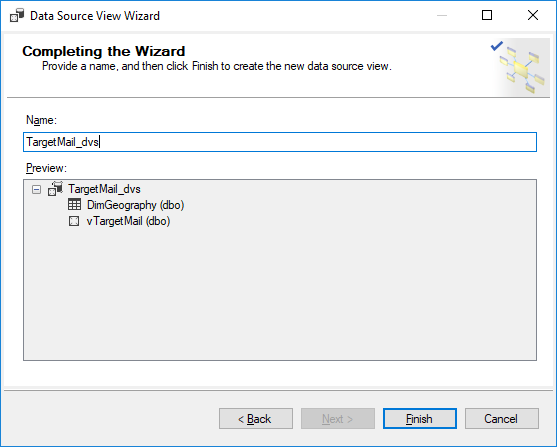 Data Source View Wizard
Completing the Wizard
Provide a name, and then click Finish to create the new data source view.
Name:
TargetMail_dvs
Preview:
TargetMail_dvs
DimGeography (dbo)
vTargetMail (dbo)
< Back
Next >
Finish
Cancel